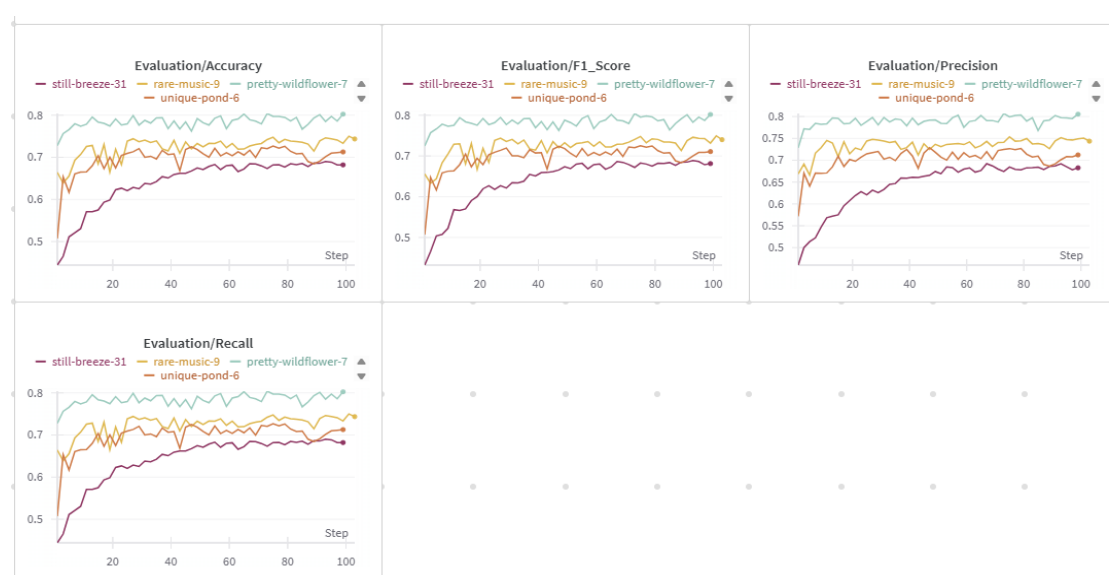 Evaluation/Accuracy
still-breeze-31 rare-music-9 pretty-wildflower-7
unique-pond-6
0.8
0.7
0.6
0.5
Step
20 40 60 80 100
Evaluation/F1_Score
still-breeze-31 rare-music-9 pretty-wildflower-7
unique-pond-6
0.8
0.7
0.6
0.5
Step
20 40 60 80 100
Evaluation/Precision
still-breeze-31 rare-music-9 pretty-wildflower-7
unique-pond-6
0.8
0.75
0.7
0.65
0.6
0.55
0.5
Step
20 40 60 80 100
Evaluation/Recall
still-breeze-31 rare-music-9 pretty-wildflower-7
unique-pond-6
0.8
0.7
0.6
0.5
Step
20 40 60 80 100